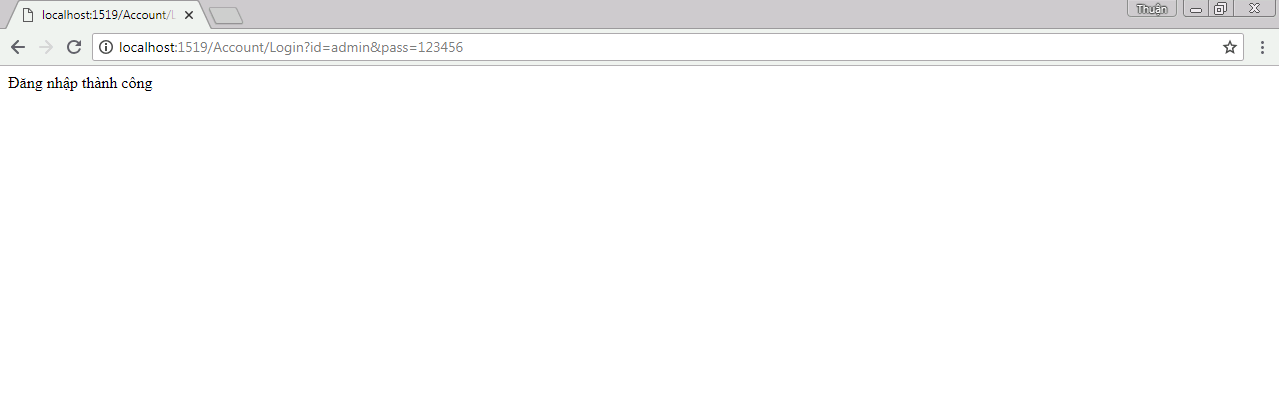 localhost:1519/Account/L
Thuận
localhost:1519/Account/Login?id=admin&pass=123456
Đăng nhập thành công